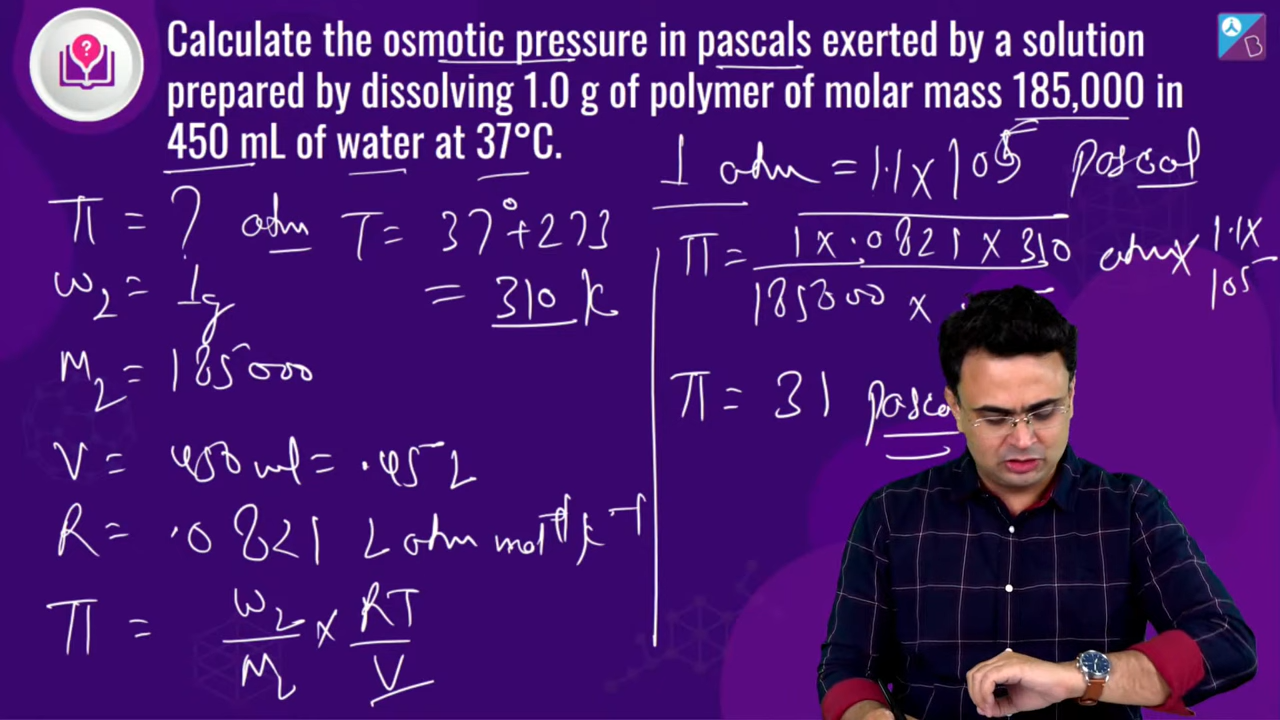 Calculate the osmotic pressure in pascals exerted by a solution
prepared by dissolving 1.0 g of polymer of molar mass 185,000 in
450 mL of water at 37°C.
π = ? atm T = 37° + 273
= 310 K
w₂ = 1g
M₂ = 185000
V = 450 ml = .45 L
R = .0821 L atm mol⁻¹ K⁻¹
π = w₂/M₂ × RT/V
1 atm = 1.1 × 10⁵ pascal
π = 1 × .0821 × 310 atm × 1.1 ×
185000 × 10⁵
π = 31
?
B